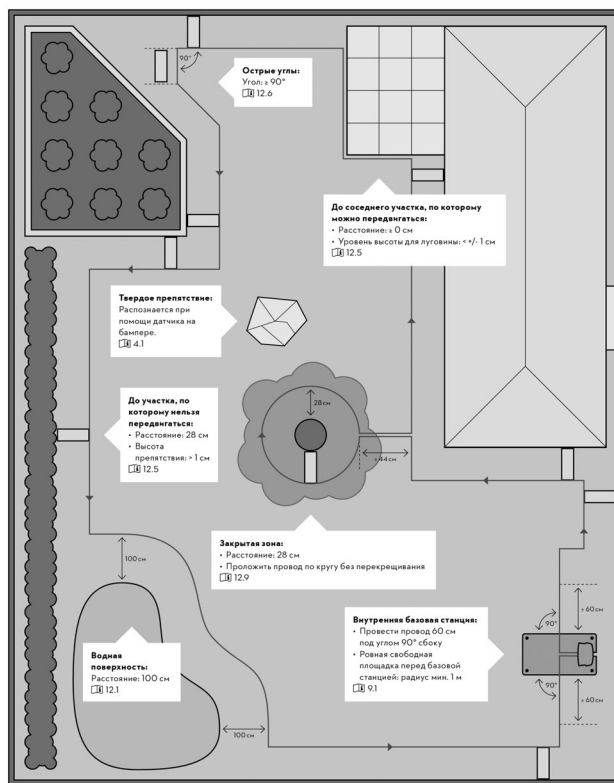 90°
Острые углы:
Угол: ≥ 90°
12.6
До соседнего участка, по которому
можно передвигаться:
• Расстояние: ≥ 0 см
• Уровень высоты для луговины: < +/- 1 см
12.5
Твердое препятствие:
Распознается при
помощи датчика на
бампере.
4.1
28 см
До участка, по
которому нельзя
передвигаться:
• Расстояние: 28 см
• Высота
препятствия: > 1 см
12.5
≥ 44 см
100 см
Закрытая зона:
• Расстояние: 28 см
• Проложить провод по кругу без перекрещивания
12.9
Внутренняя базовая станция:
• Провести провод 60 см
под углом 90° сбоку
• Ровная свободная
площадка перед базовой
станцией: радиус мин. 1 м
9.1
≥ 60 см
90°
90°
≥ 60 см
Водная
поверхность:
Расстояние: 100 см
12.1
100 см